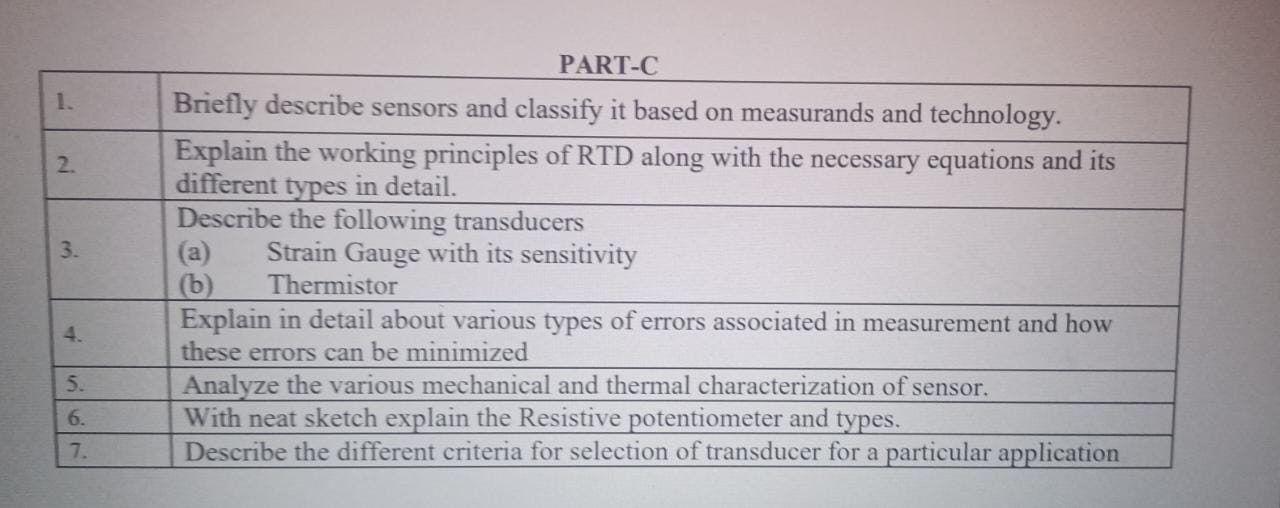 PART-C
1. Briefly describe sensors and classify it based on measurands and technology.
2. Explain the working principles of RTD along with the necessary equations and its
different types in detail.
3. Describe the following transducers
(a) Strain Gauge with its sensitivity
(b) Thermistor
4. Explain in detail about various types of errors associated in measurement and how
these errors can be minimized
5. Analyze the various mechanical and thermal characterization of sensor.
6. With neat sketch explain the Resistive potentiometer and types.
7. Describe the different criteria for selection of transducer for a particular application